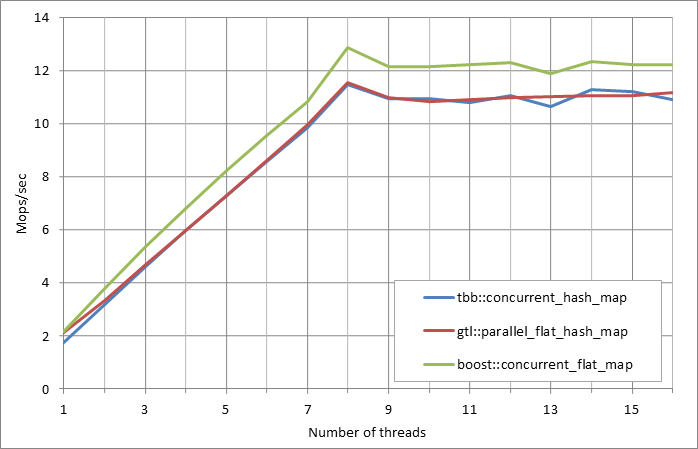 14
12
10
8
6
4
2
0
Mops/sec
tbb::concurrent_hash_map
gtl::parallel_flat_hash_map
boost::concurrent_flat_map
1 3 5 7 9 11 13 15
Number of threads